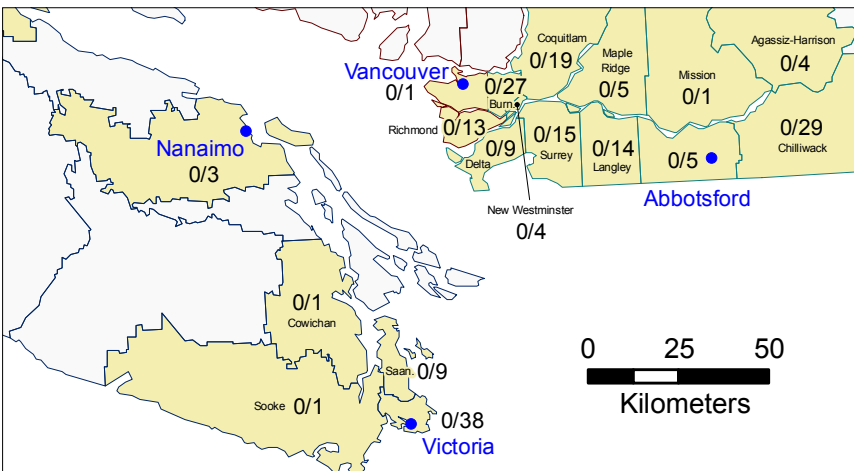 Coquitlam
0/19
Agassiz-Harrison
0/4
Maple
Ridge
0/5
Mission
0/1
Vancouver
0/1
0/27
Burn.
Richmond 0/13
0/9
Delta
0/15
Surrey
0/14
Langley
0/5
Abbotsford
0/29
Chilliwack
New Westminster
0/4
Nanaimo
0/3
0/1
Cowichan
Saan. 0/9
Sooke 0/1
0/38
Victoria
0 25 50
Kilometers